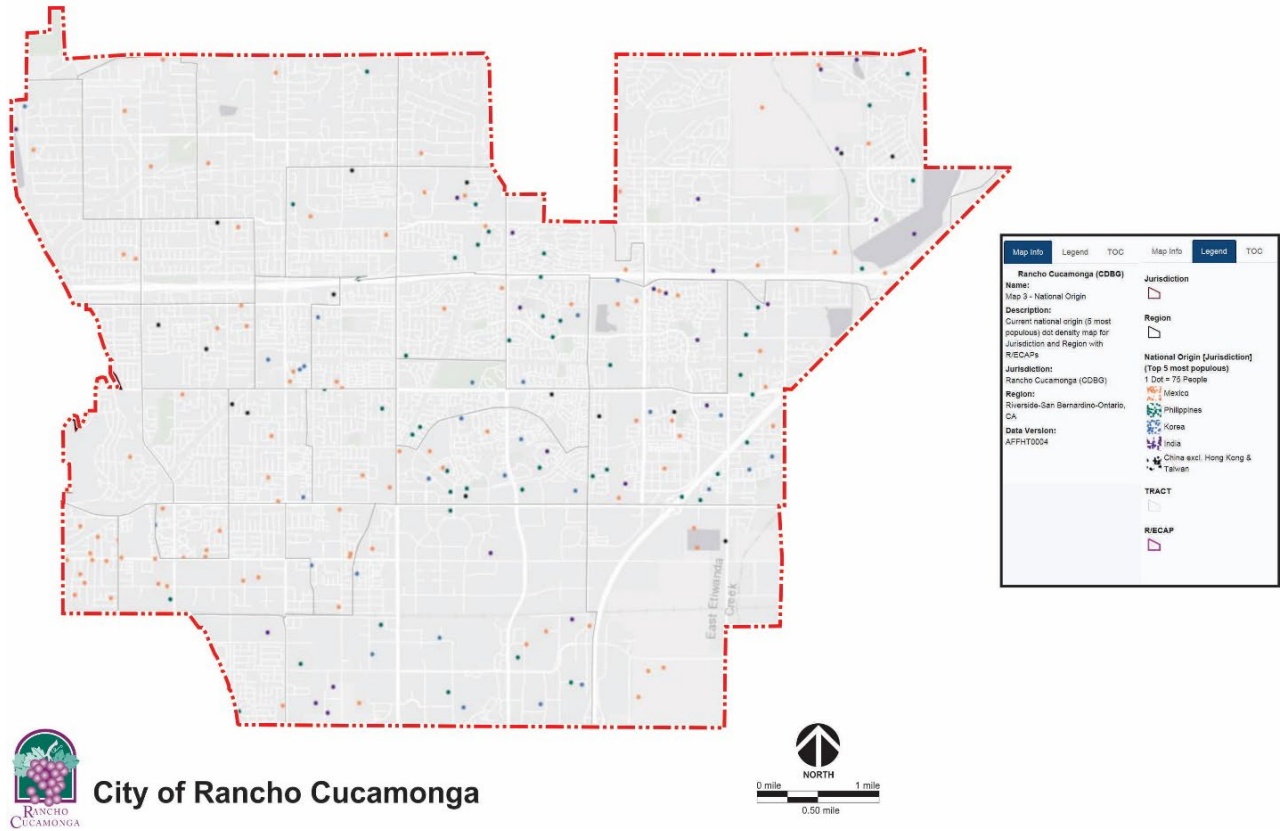 East Etiwanda
Creek
Map Info Legend TOC
Rancho Cucamonga (CDBG)
Name:
Map 3 - National Origin
Description:
Current national origin (5 most
populous) dot density map for
Jurisdiction and Region with
R/ECAPs
Jurisdiction:
Rancho Cucamonga (CDBG)
Region:
Riverside-San Bernardino-Ontario,
CA
Data Version:
AFFHT0004
Map Info Legend TOC
Jurisdiction
Region
National Origin [Jurisdiction]
(Top 5 most populous)
1 Dot = 75 People
Mexico
Philippines
Korea
India
China excl. Hong Kong &
Taiwan
TRACT
R/ECAP
RANCHO
CUCAMONGA
City of Rancho Cucamonga
NORTH
0 mile 1 mile
0.50 mile